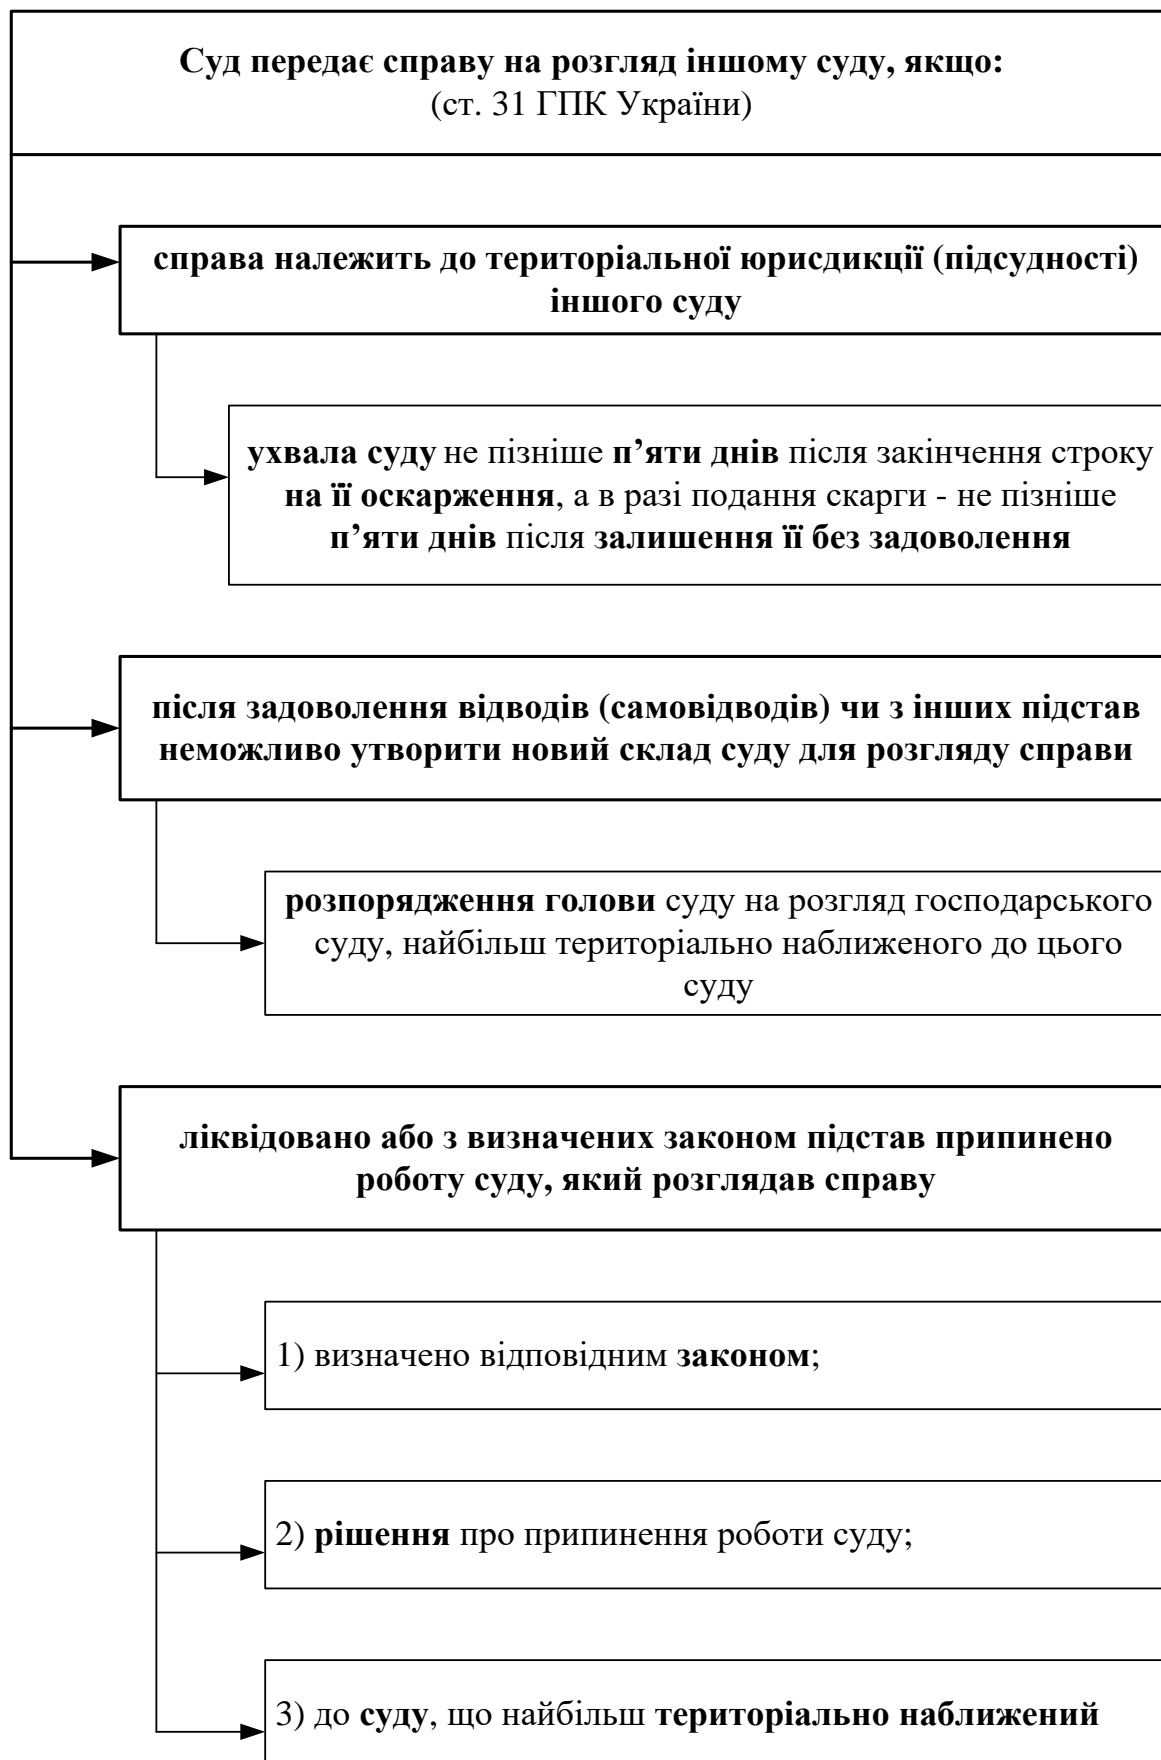 Суд передає справу на розгляд іншому суду, якщо:
(ст. 31 ГПК України)
справа належить до територіальної юрисдикції (підсудності)
іншого суду
ухвала суду не пізніше п’яти днів після закінчення строку
на її оскарження, а в разі подання скарги - не пізніше
п’яти днів після залишення її без задоволення
після задоволення відводів (самовідводів) чи з інших підстав
неможливо утворити новий склад суду для розгляду справи
розпорядження голови суду на розгляд господарського
суду, найбільш територіально наближеного до цього
суду
ліквідовано або з визначених законом підстав припинено
роботу суду, який розглядав справу
1) визначено відповідним законом;
2) рішення про припинення роботи суду;
3) до суду, що найбільш територіально наближений